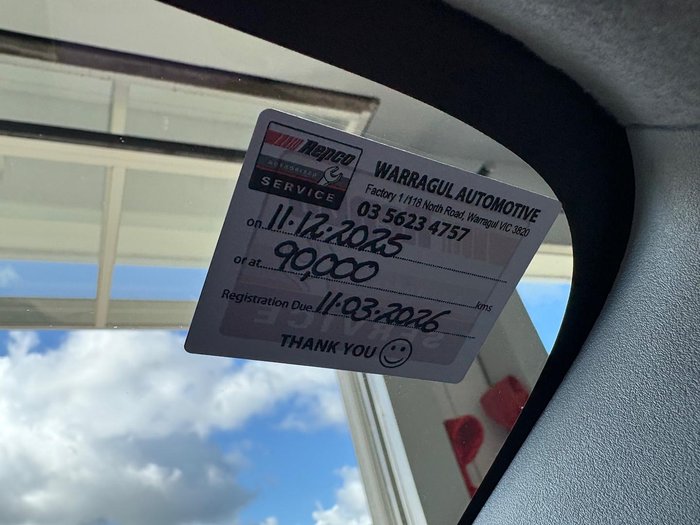 Repco
AUTHORISED
SERVICE
WARRAGUL AUTOMOTIVE
Factory 1/118 North Road, Warragul VIC 3820
03 5623 4757
on 11.12.2025
or at 90,000 kms
Registration Due 11.03.2026
THANK YOU